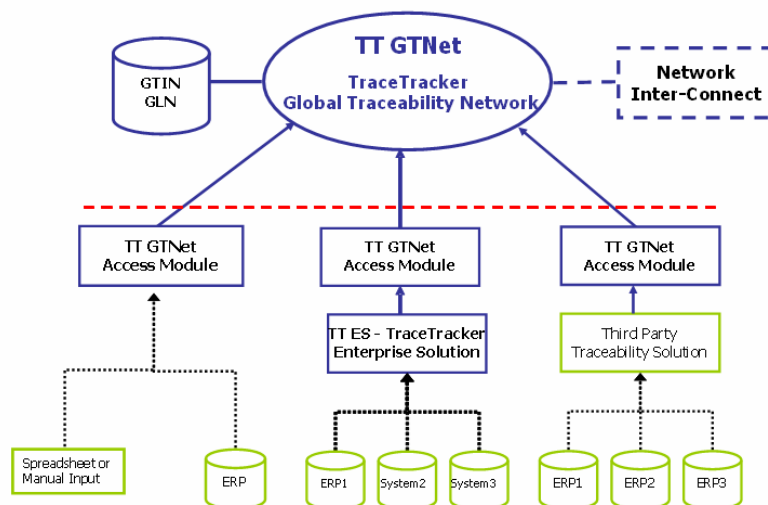 TT GTNet
TraceTracker
Global Traceability Network
GTIN
GLN
Network
Inter-Connect
TT GTNet
Access Module
TT GTNet
Access Module
TT GTNet
Access Module
TT ES - TraceTracker
Enterprise Solution
Third Party
Traceability Solution
Spreadsheet or
Manual Input
ERP
ERP1
System2
System3
ERP1
ERP2
ERP3